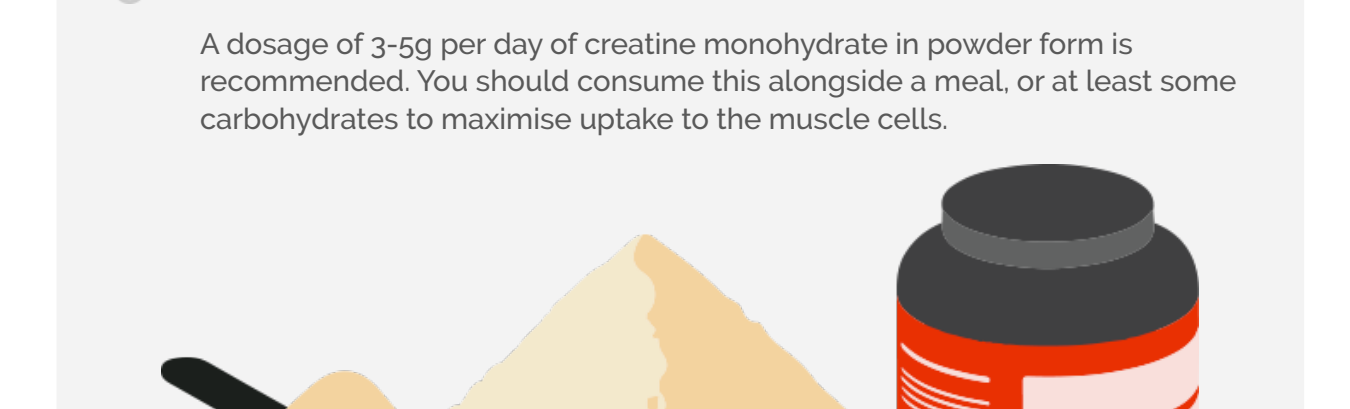 A dosage of 3-5g per day of creatine monohydrate in powder form is
recommended. You should consume this alongside a meal, or at least some
carbohydrates to maximise uptake to the muscle cells.